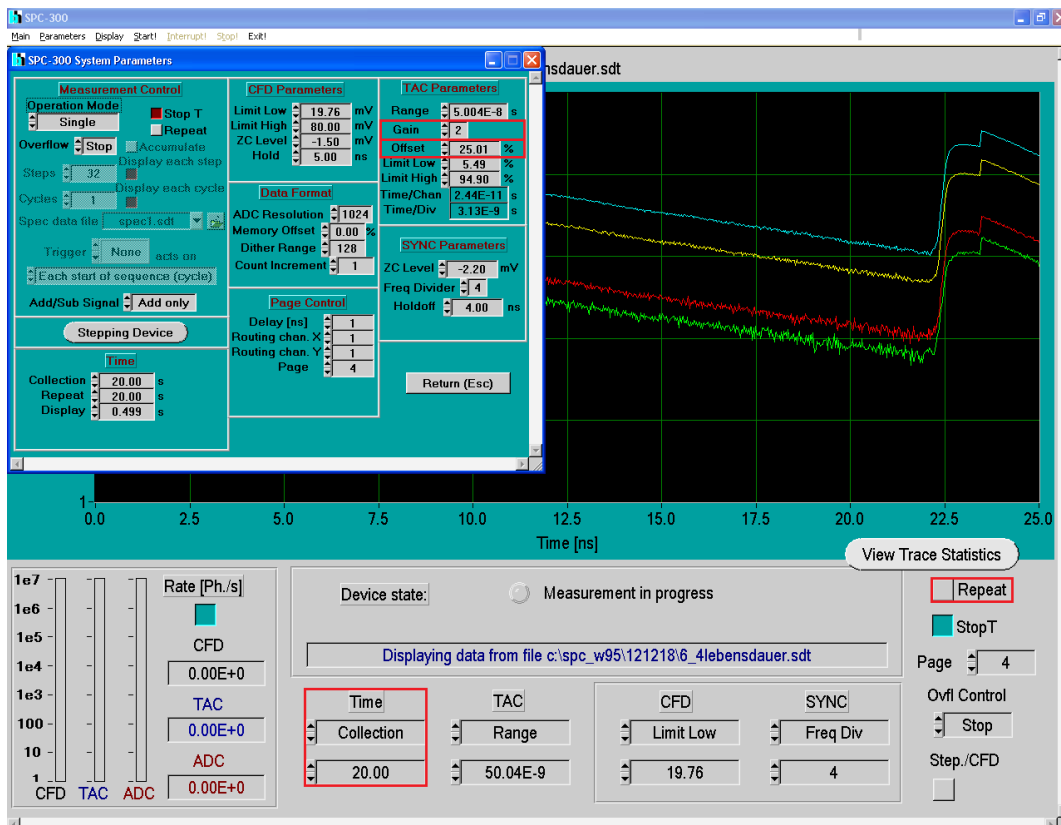 SPC-300
Main Parameters Display Start! Interrupt! Stop! Exit!
SPC-300 System Parameters
ensdauer.sdt
Measurement Control
Operation Mode
Single
Stop T
Repeat
Overflow Stop Accumulate
Display each step
Steps 32
Display each cycle
Cycles 1
Spec data file spec1.sdt
Trigger None acts on
Each start of sequence (cycle)
Add/Sub Signal Add only
Stepping Device
Time
Collection 20.00 s
Repeat 20.00 s
Display 0.499 s
CFD Parameters
Limit Low 19.76 mV
Limit High 80.00 mV
ZC Level -1.50 mV
Hold 5.00 ns
Data Format
ADC Resolution 1024
Memory Offset 0.00 %
Dither Range 128
Count Increment 1
Page Control
Delay [ns] 1
Routing chan. X 1
Routing chan. Y 1
Page 4
TAC Parameters
Range 5.004E-8 s
Gain 2
Offset 25.01 %
Limit Low 5.49 %
Limit High 94.90 %
Time/Chan 2.44E-11 s
Time/Div 3.13E-9 s
SYNC Parameters
ZC Level -2.20 mV
Freq Divider 4
Holdoff 4.00 ns
Return (Esc)
1
0.0 2.5 5.0 7.5 10.0 12.5 15.0 17.5 20.0 22.5 25.0
Time [ns]
View Trace Statistics
1e7
1e6
1e5
1e4
1e3
100
10
1
CFD TAC ADC
Rate [Ph./s]
CFD
0.00E+0
TAC
0.00E+0
ADC
0.00E+0
Device state: Measurement in progress
Displaying data from file c:\spc_w95\121218\6_4lebensdauer.sdt
Time TAC CFD SYNC
Collection Range Limit Low Freq Div
20.00 50.04E-9 19.76 4
Repeat
StopT
Page 4
Ovfl Control
Stop
Step./CFD